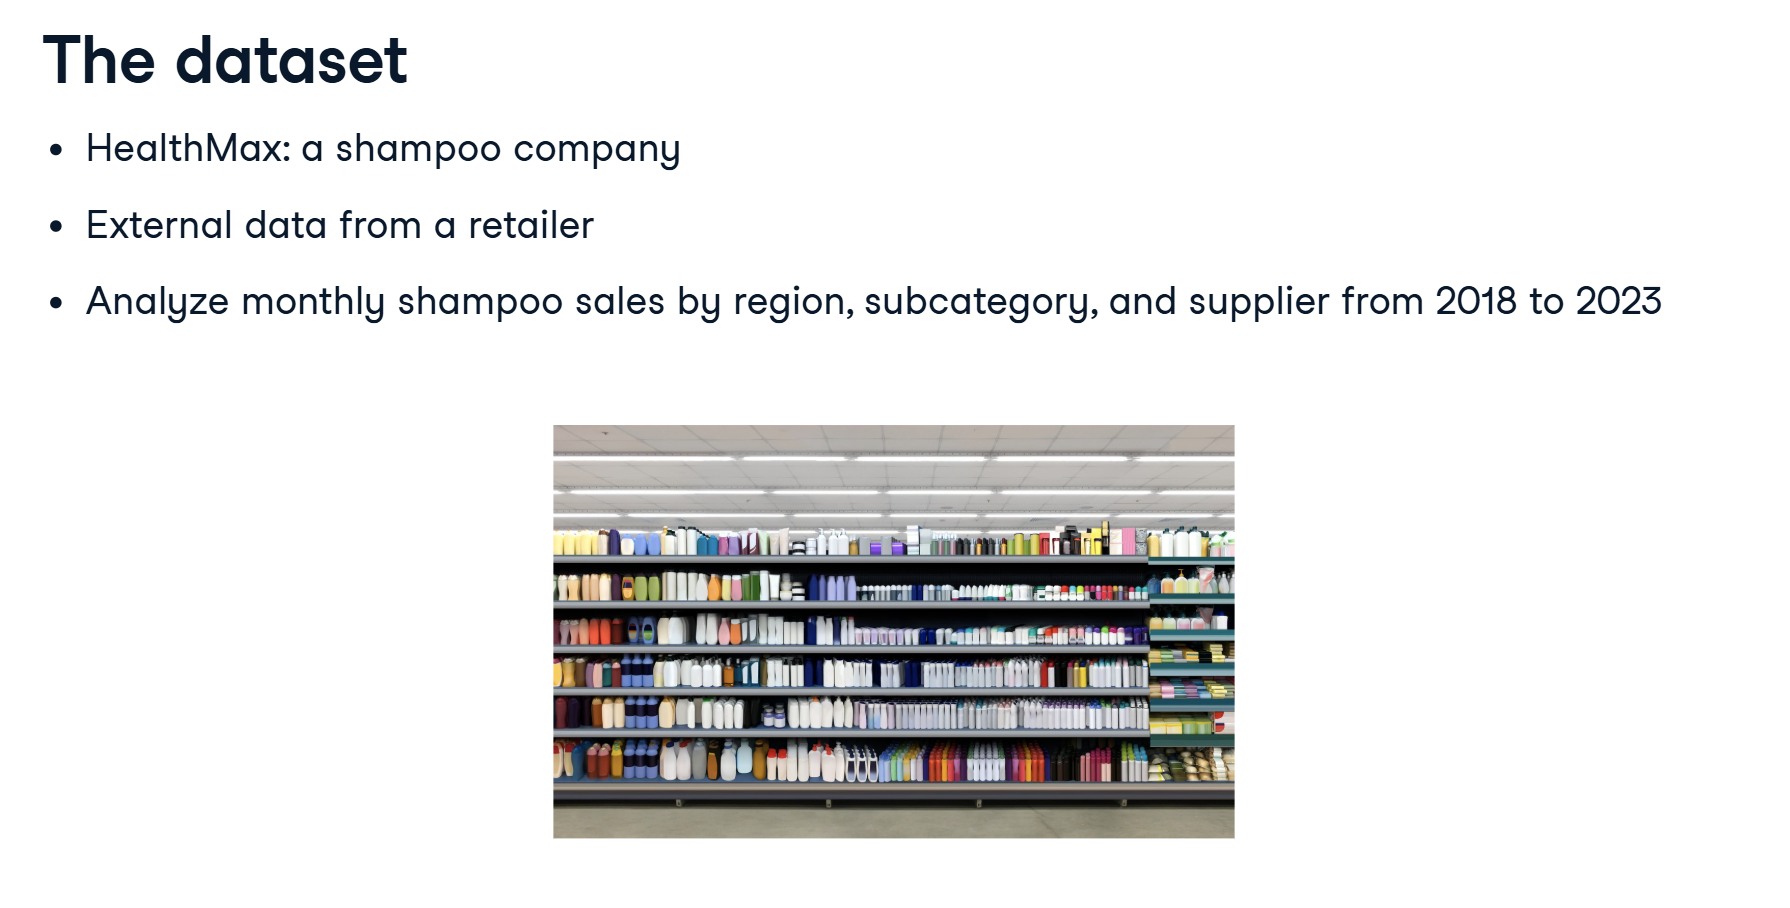 The dataset
• HealthMax: a shampoo company
• External data from a retailer
• Analyze monthly shampoo sales by region, subcategory, and supplier from 2018 to 2023